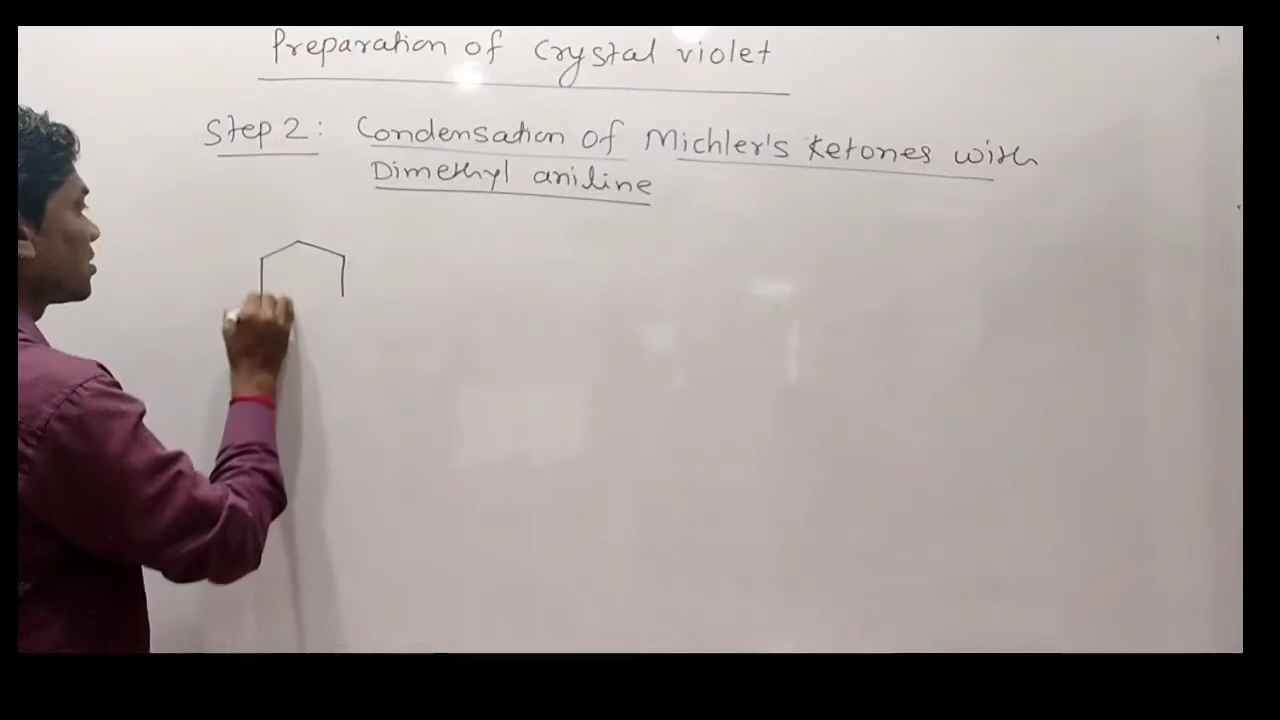 Preparation of Crystal violet
Step 2: Condensation of Michler's Ketones with
Dimethyl aniline